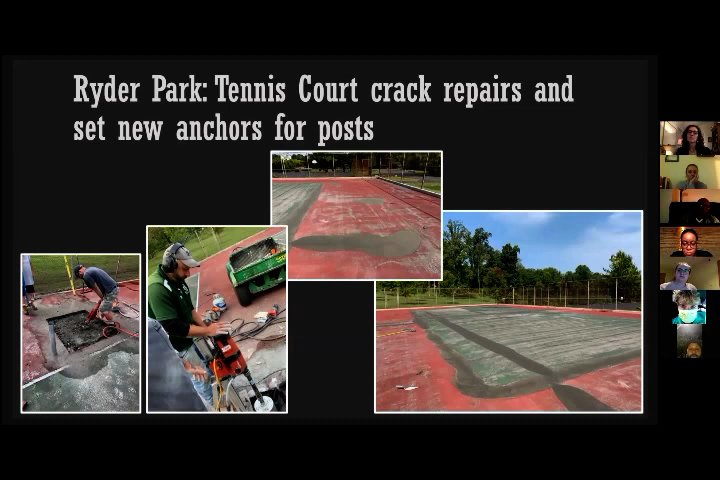 Ryder Park: Tennis Court crack repairs and
set new anchors for posts